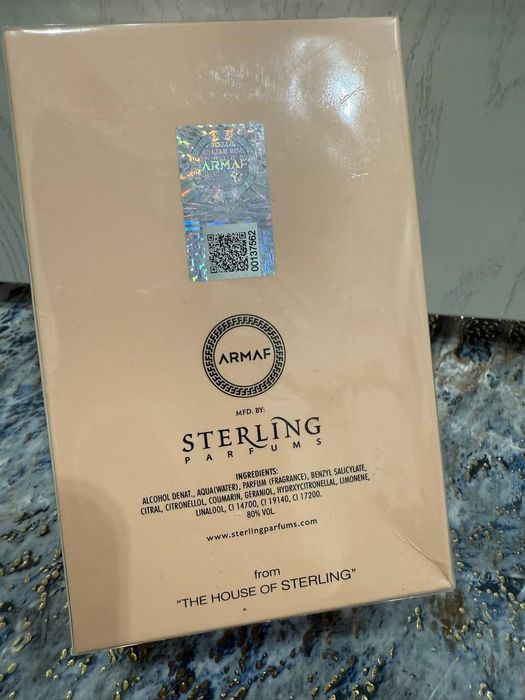 ARMAF
00137562
ARMAF
MFD. BY:
STERLING
PARFUMS
INGREDIENTS:
ALCOHOL DENAT., AQUA(WATER), PARFUM (FRAGRANCE), BENZYL SALICYLATE,
CITRAL, CITRONELLOL, COUMARIN, GERANIOL, HYDRXYCITRONELLAL, LIMONENE,
LINALOOL, CI 14700, CI 19140, CI 17200.
80% VOL.
www.sterlingparfums.com
from
"THE HOUSE OF STERLING"